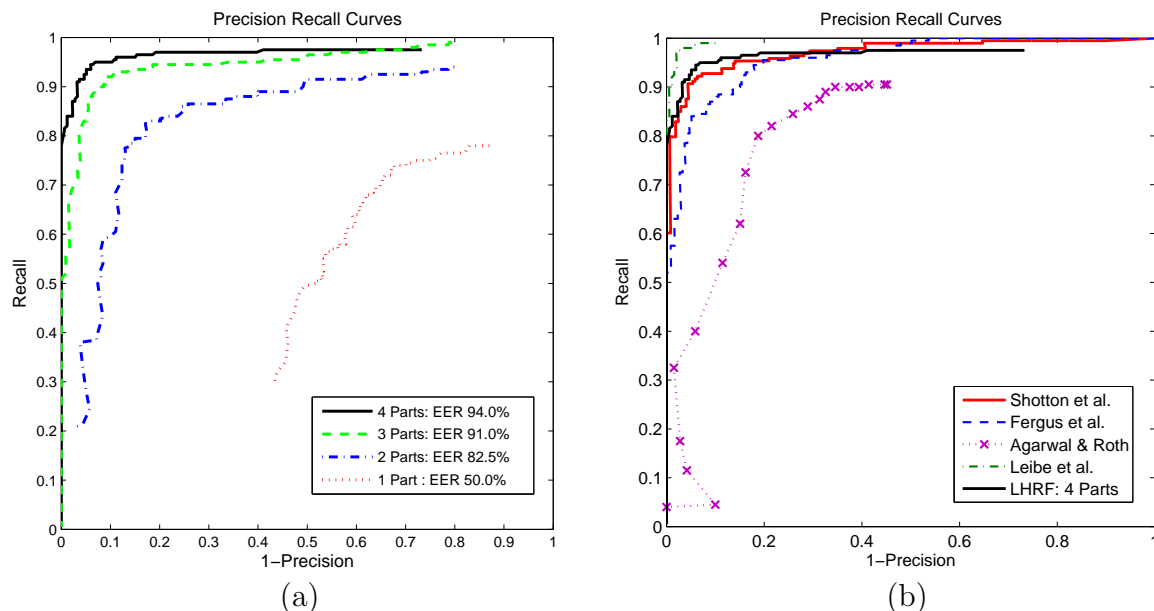 Precision Recall Curves
1
0.9
0.8
0.7
0.6
0.5
0.4
0.3
0.2
0.1
0
Recall
0 0.1 0.2 0.3 0.4 0.5 0.6 0.7 0.8 0.9 1
1−Precision
4 Parts: EER 94.0%
3 Parts: EER 91.0%
2 Parts: EER 82.5%
1 Part : EER 50.0%
(a)
Precision Recall Curves
1
0.9
0.8
0.7
0.6
0.5
0.4
0.3
0.2
0.1
0
Recall
0 0.2 0.4 0.6 0.8 1
1−Precision
Shotton et al.
Fergus et al.
Agarwal & Roth
Leibe et al.
LHRF: 4 Parts
(b)